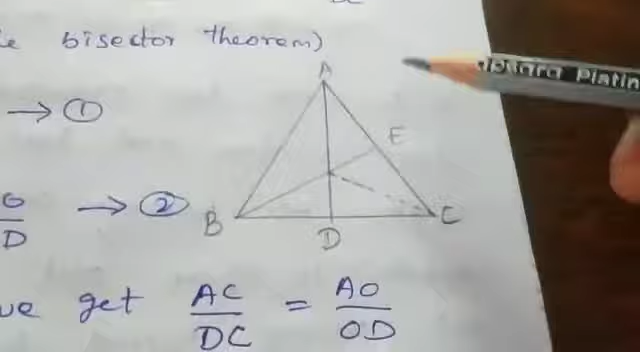 bisector theorem)
→ ①
A
E
O/D → ②
B
D
C
get AC/DC = AO/OD